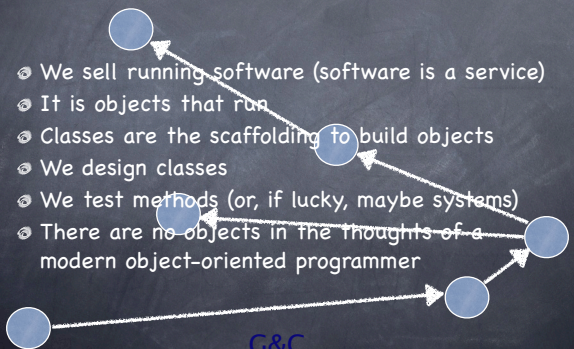 We sell running software (software is a service)
It is objects that run
Classes are the scaffolding to build objects
We design classes
We test methods (or, if lucky, maybe systems)
There are no objects in the thoughts of a
modern object-oriented programmer
G&C